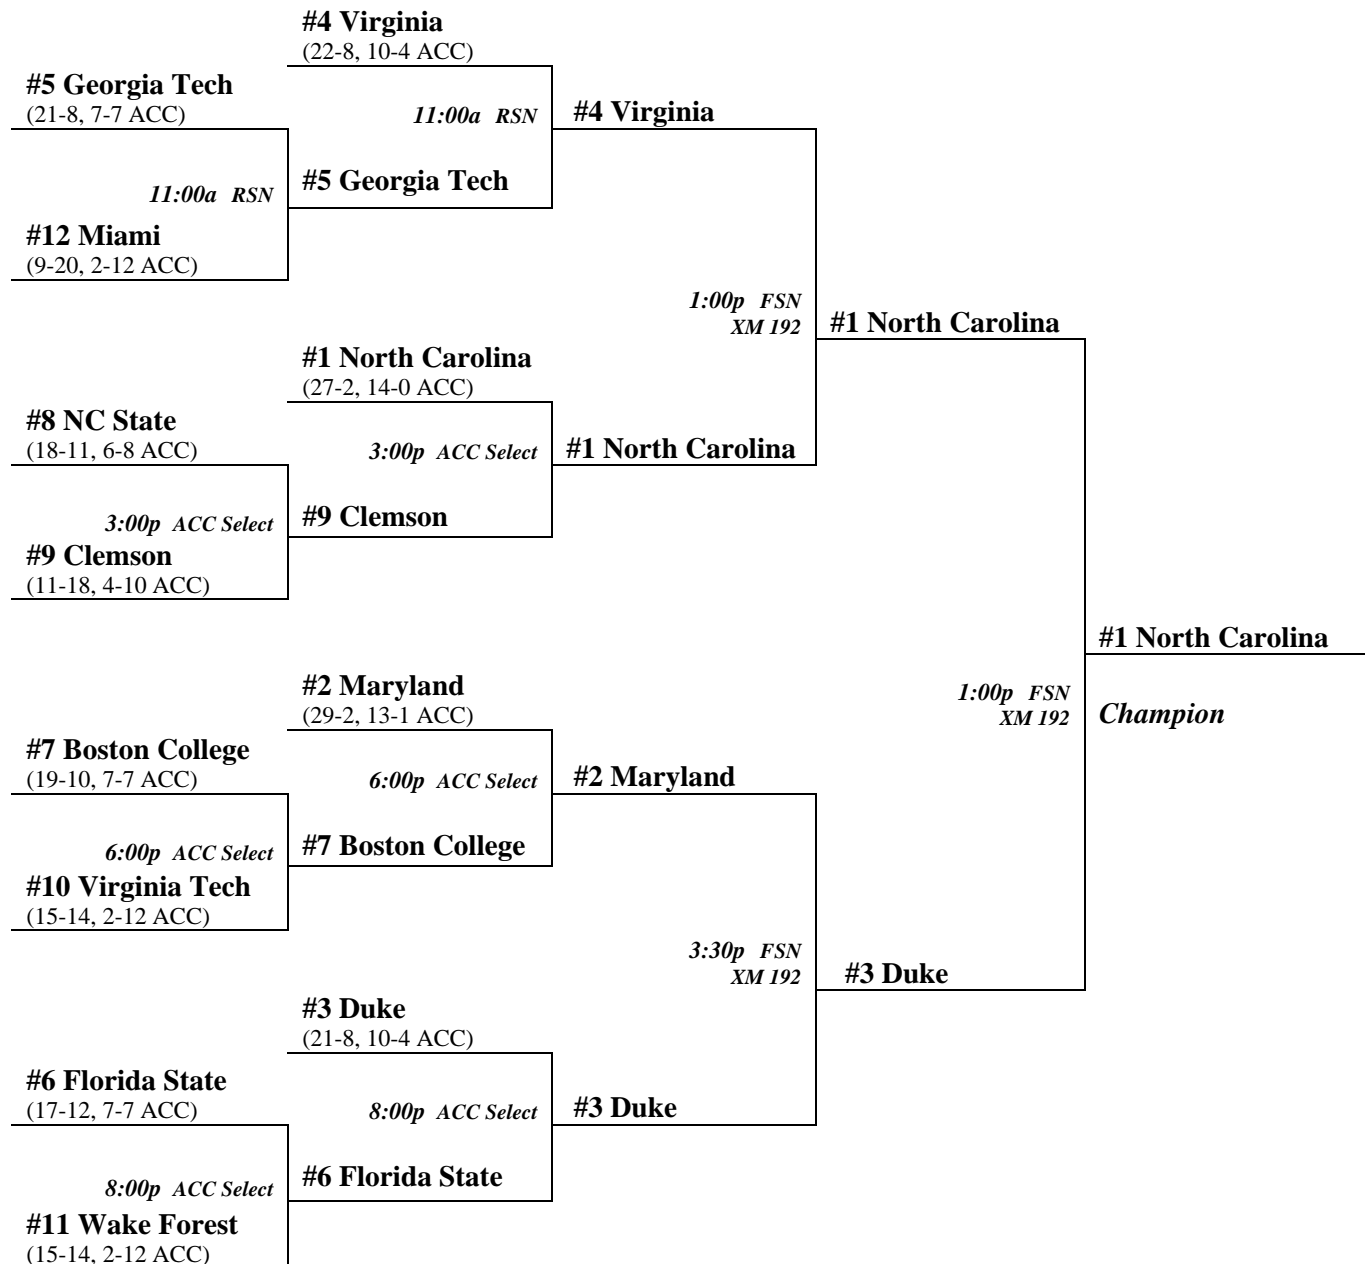 #4 Virginia
(22-8, 10-4 ACC)
#5 Georgia Tech
(21-8, 7-7 ACC)
11:00a RSN
#4 Virginia
11:00a RSN
#5 Georgia Tech
#12 Miami
(9-20, 2-12 ACC)
1:00p FSN
XM 192
#1 North Carolina
#1 North Carolina
(27-2, 14-0 ACC)
#8 NC State
(18-11, 6-8 ACC)
3:00p ACC Select
#1 North Carolina
3:00p ACC Select
#9 Clemson
#9 Clemson
(11-18, 4-10 ACC)
#1 North Carolina
1:00p FSN
XM 192
Champion
#2 Maryland
(29-2, 13-1 ACC)
#7 Boston College
(19-10, 7-7 ACC)
6:00p ACC Select
#2 Maryland
6:00p ACC Select
#7 Boston College
#10 Virginia Tech
(15-14, 2-12 ACC)
3:30p FSN
XM 192
#3 Duke
#3 Duke
(21-8, 10-4 ACC)
#6 Florida State
(17-12, 7-7 ACC)
8:00p ACC Select
#3 Duke
8:00p ACC Select
#6 Florida State
#11 Wake Forest
(15-14, 2-12 ACC)